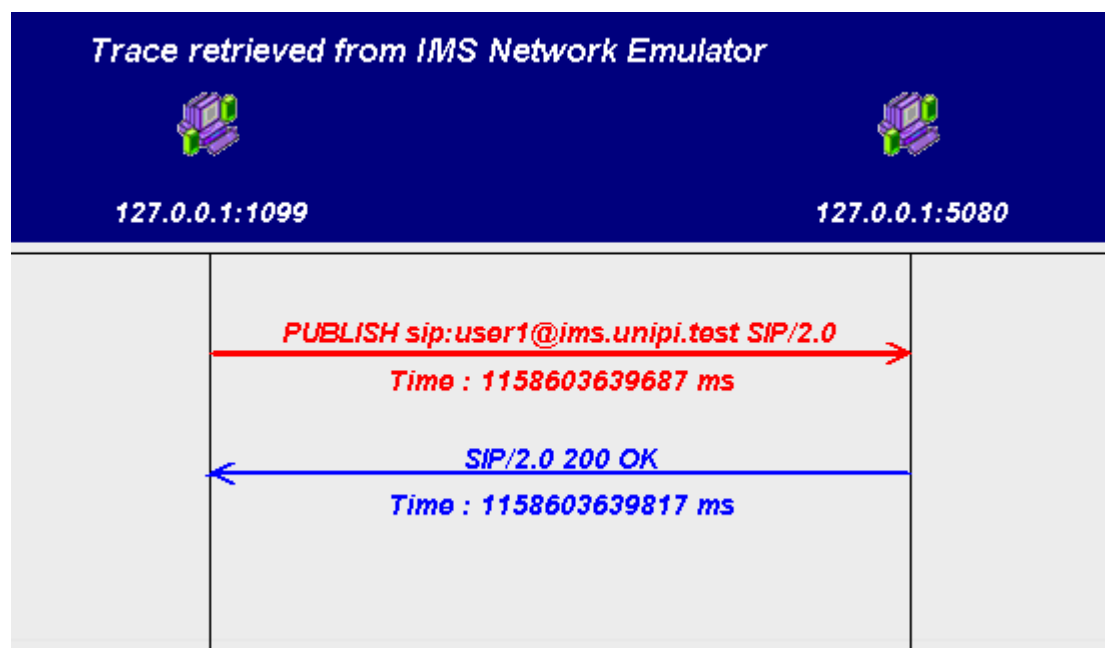 Trace retrieved from IMS Network Emulator
127.0.0.1:1099
127.0.0.1:5080
PUBLISH sip:user1@ims.unipi.test SIP/2.0
Time : 1158603639687 ms
SIP/2.0 200 OK
Time : 1158603639817 ms